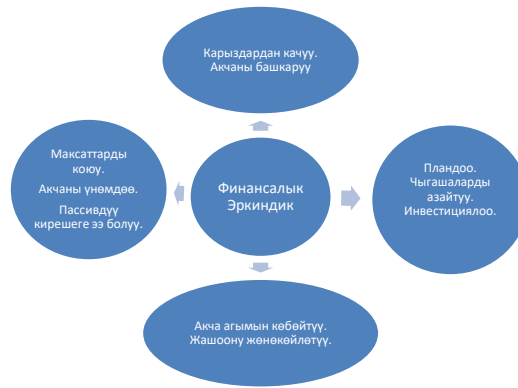 Карыздардан качуу.
Акчаны башкаруу
Максаттарды
коюу.
Акчаны үнөмдөө.
Пассивдүү
кирешеге ээ болуу.
Финансалык
Эркиндик
Пландоо.
Чыгашаларды
азайтуу.
Инвестициялоо.
Акча агымын көбөйтүү.
Жашоону жөнөкөйлөтүү.